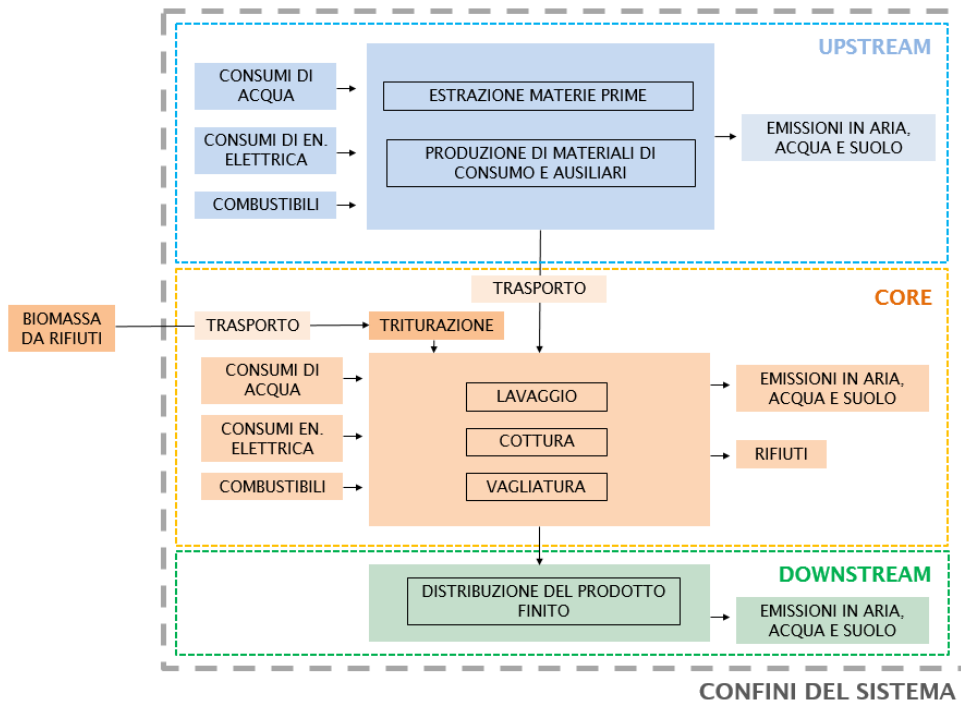 UPSTREAM
CONSUMI DI
ACQUA
ESTRAZIONE MATERIE PRIME
CONSUMI DI EN.
ELETTRICA
PRODUZIONE DI MATERIALI DI
CONSUMO E AUSILIARI
EMISSIONI IN ARIA,
ACQUA E SUOLO
COMBUSTIBILI
TRASPORTO
CORE
BIOMASSA
DA RIFIUTI
TRASPORTO
TRITURAZIONE
CONSUMI DI
ACQUA
LAVAGGIO
EMISSIONI IN ARIA,
ACQUA E SUOLO
CONSUMI EN.
ELETTRICA
COTTURA
RIFIUTI
COMBUSTIBILI
VAGLIATURA
DOWNSTREAM
DISTRIBUZIONE DEL PRODOTTO
FINITO
EMISSIONI IN ARIA,
ACQUA E SUOLO
CONFINI DEL SISTEMA